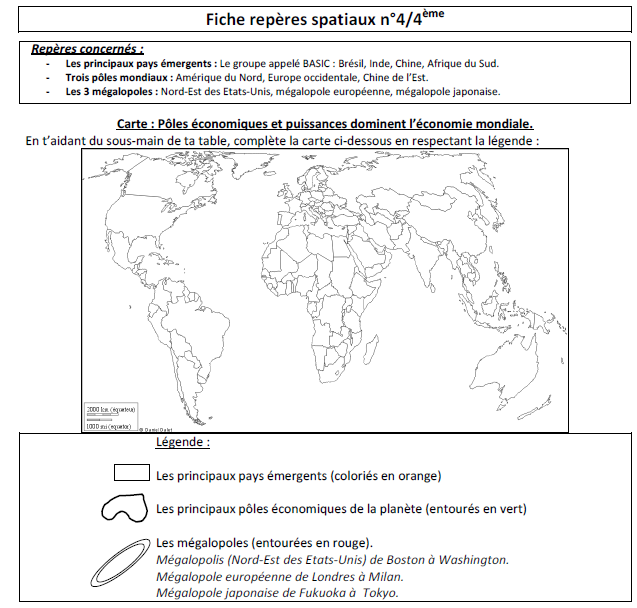 Fiche repères spatiaux n°4/4ème
Repères concernés :
- Les principaux pays émergents : Le groupe appelé BASIC : Brésil, Inde, Chine, Afrique du Sud.
- Trois pôles mondiaux : Amérique du Nord, Europe occidentale, Chine de l'Est.
- Les 3 mégalopoles : Nord-Est des Etats-Unis, mégalopole européenne, mégalopole japonaise.
Carte : Pôles économiques et puissances dominent l'économie mondiale.
En t'aidant du sous-main de ta table, complète la carte ci-dessous en respectant la légende :
2000 km (équateur)
1000 mi (équateur)
© Daniel Dalet
Légende :
Les principaux pays émergents (coloriés en orange)
Les principaux pôles économiques de la planète (entourés en vert)
Les mégalopoles (entourées en rouge).
Mégalopolis (Nord-Est des Etats-Unis) de Boston à Washington.
Mégalopole européenne de Londres à Milan.
Mégalopole japonaise de Fukuoka à Tokyo.